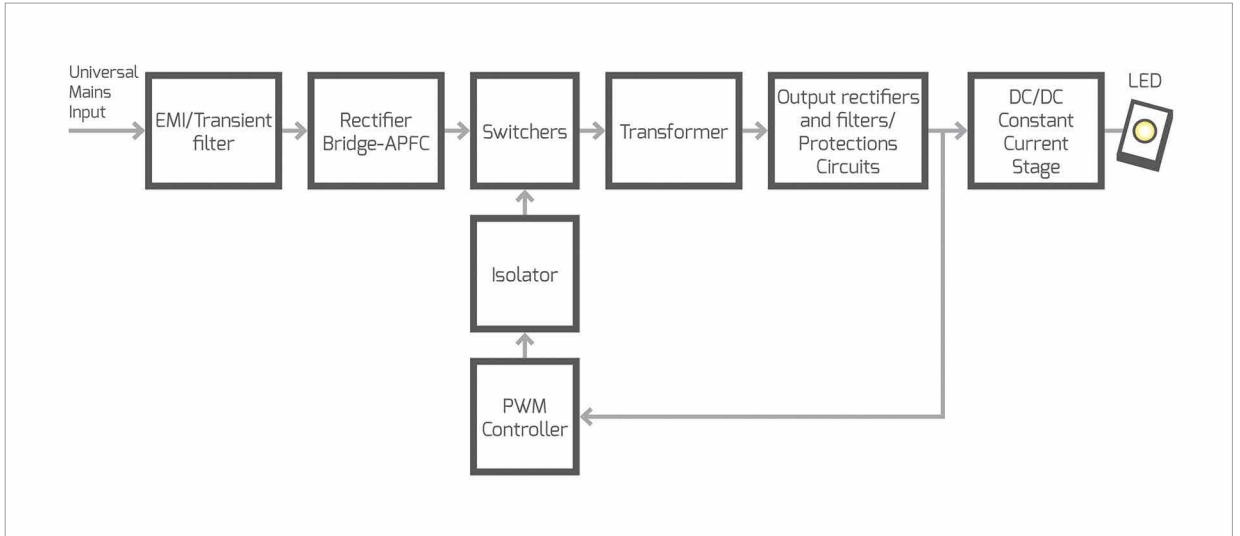 Universal
Mains
Input
EMI/Transient
filter
Rectifier
Bridge-APFC
Switchers
Transformer
Output rectifiers
and filters/
Protections
Circuits
DC/DC
Constant
Current
Stage
LED
Isolator
PWM
Controller